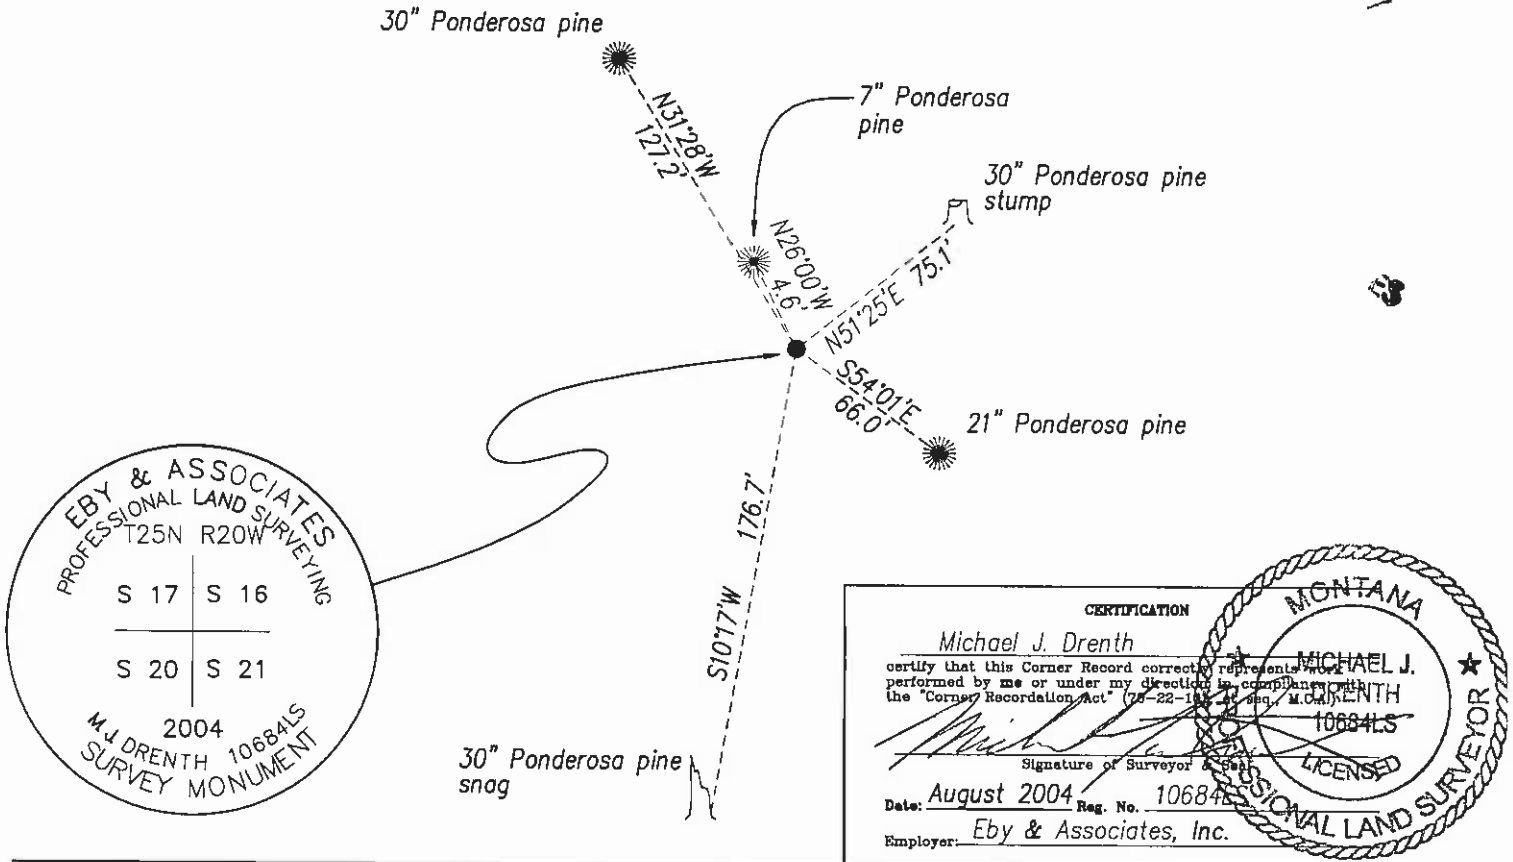 30" Ponderosa pine
7" Ponderosa
pine
30" Ponderosa pine
stump
N31°28'W
127.2'
N26°00'W
4.6'
N51°25'E 75.1'
S54°01'E
66.0'
21" Ponderosa pine
176.7'
S10°17'W
30" Ponderosa pine
snag
EBY & ASSOCIATES
PROFESSIONAL LAND SURVEYING
T25N R20W
S 17 S 16
S 20 S 21
2004
M.J. DRENTH 10684LS
SURVEY MONUMENT
CERTIFICATION
Michael J. Drenth
certify that this Corner Record correctly represents work
performed by me or under my direction in compliance with
the "Corner Recordation Act" seq., M.C.A.).
Signature of Surveyor
Date: August 2004 Reg. No. 10684LS
Employer: Eby & Associates, Inc.
MONTANA
MICHAEL J.
DRENTH
10684LS
LICENSED
PROFESSIONAL LAND SURVEYOR